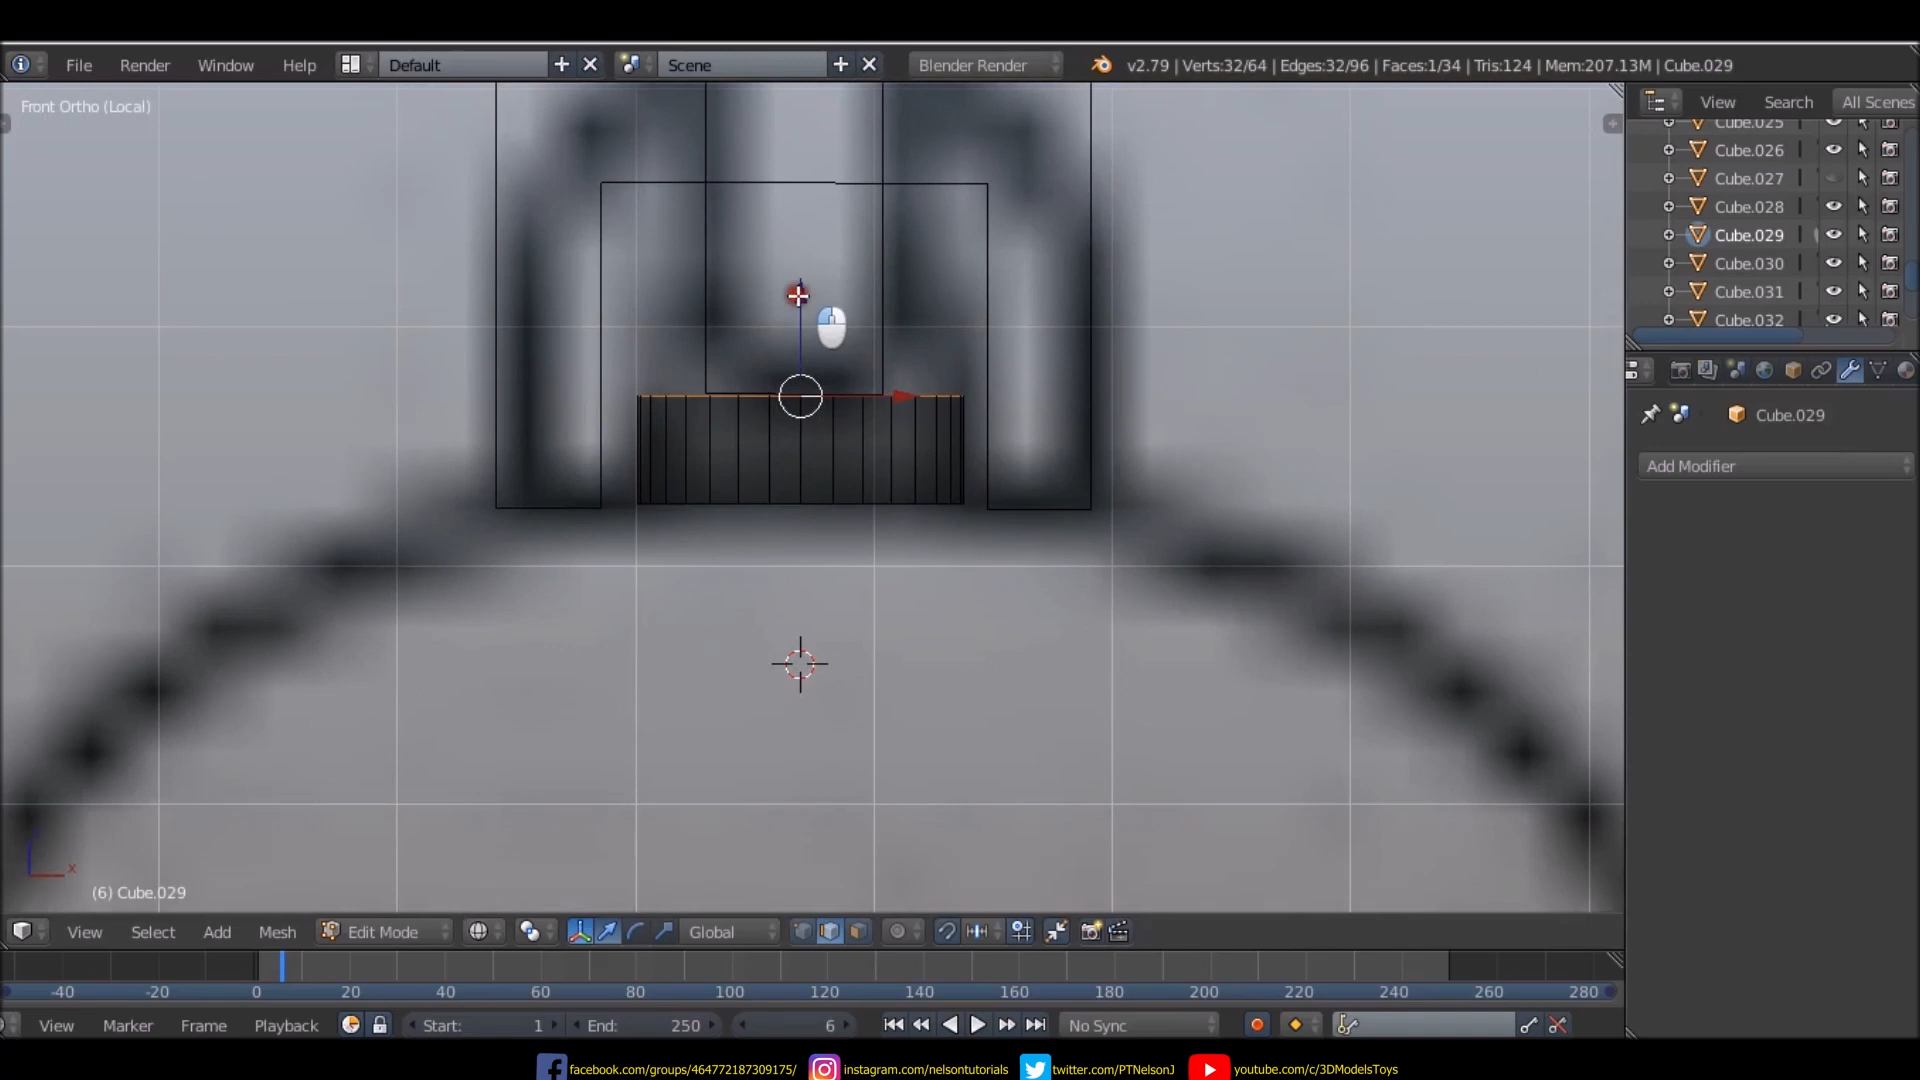 File Render Window Help Default Scene Blender Render v2.79 | Verts:32/64 | Edges:32/96 | Faces:1/34 | Tris:124 | Mem:207.13M | Cube.029
Front Ortho (Local)
View Search All Scenes
Cube.025
Cube.026
Cube.027
Cube.028
Cube.029
Cube.030
Cube.031
Cube.032
Cube.029
Add Modifier
x
(6) Cube.029
View Select Add Mesh Edit Mode Global
-40 -20 0 20 40 60 80 100 120 140 160 180 200 220 240 260 280
View Marker Frame Playback Start: 1 End: 250 6 No Sync
facebook.com/groups/464772187309175/ instagram.com/nelsontutorials twitter.com/PTNelsonJ youtube.com/c/3DModelsToys